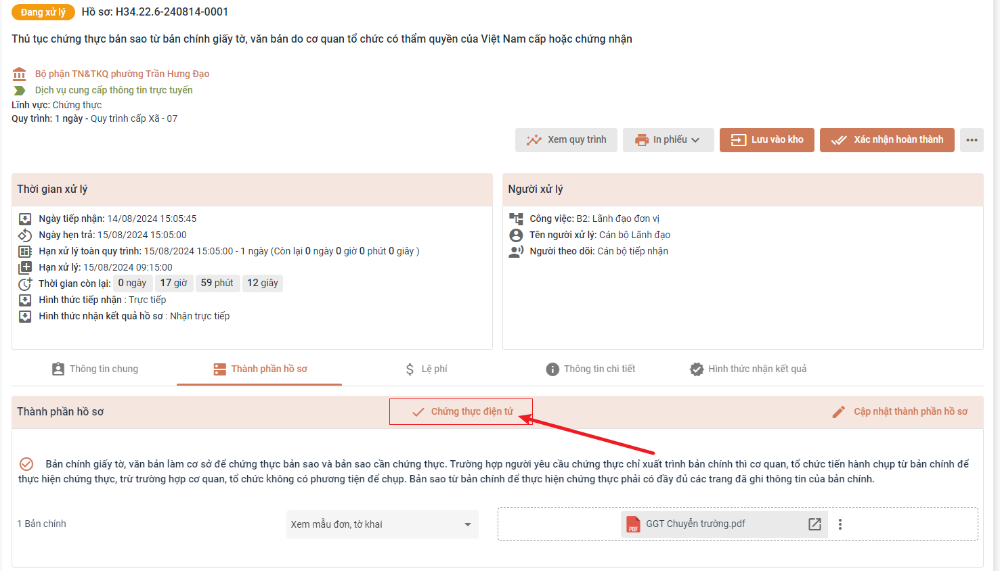 Đang xử lý Hồ sơ: H34.22.6-240814-0001
Thủ tục chứng thực bản sao từ bản chính giấy tờ, văn bản do cơ quan tổ chức có thẩm quyền của Việt Nam cấp hoặc chứng nhận
Bộ phận TN&TKQ phường Trần Hưng Đạo
Dịch vụ cung cấp thông tin trực tuyến
Lĩnh vực: Chứng thực
Quy trình: 1 ngày - Quy trình cấp Xã - 07
Xem quy trình In phiếu Lưu vào kho Xác nhận hoàn thành
Thời gian xử lý
Ngày tiếp nhận: 14/08/2024 15:05:45
Ngày hẹn trả: 15/08/2024 15:05:00
Hạn xử lý toàn quy trình: 15/08/2024 15:05:00 - 1 ngày (Còn lại 0 ngày 0 giờ 0 phút 0 giây )
Hạn xử lý: 15/08/2024 09:15:00
Thời gian còn lại: 0 ngày 17 giờ 59 phút 12 giây
Hình thức tiếp nhận : Trực tiếp
Hình thức nhận kết quả hồ sơ : Nhận trực tiếp
Người xử lý
Công việc: B2: Lãnh đạo đơn vị
Tên người xử lý: Cán bộ Lãnh đạo
Người theo dõi: Cán bộ tiếp nhận
Thông tin chung Thành phần hồ sơ Lệ phí Thông tin chi tiết Hình thức nhận kết quả
Thành phần hồ sơ Chứng thực điện tử Cập nhật thành phần hồ sơ
Bản chính giấy tờ, văn bản làm cơ sở để chứng thực bản sao và bản sao cần chứng thực. Trường hợp người yêu cầu chứng thực chỉ xuất trình bản chính thì cơ quan, tổ chức tiến hành chụp từ bản chính để
thực hiện chứng thực, trừ trường hợp cơ quan, tổ chức không có phương tiện để chụp. Bản sao từ bản chính để thực hiện chứng thực phải có đầy đủ các trang đã ghi thông tin của bản chính.
1 Bản chính Xem mẫu đơn, tờ khai PDF GGT Chuyển trường.pdf